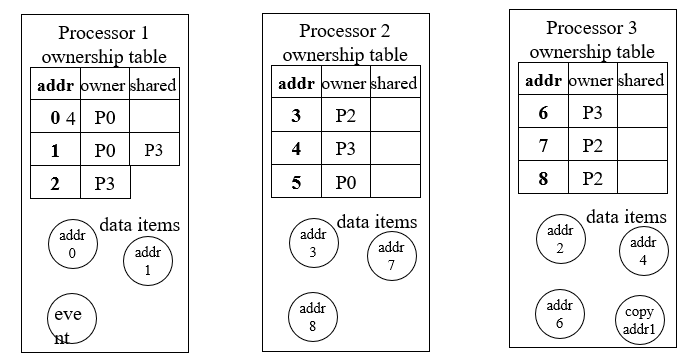 Processor 1
ownership table
addr owner shared
0 4 P0
1 P0 P3
2 P3
data items
addr
0
addr
1
eve
nt
Processor 2
ownership table
addr owner shared
3 P2
4 P3
5 P0
data items
addr
3
addr
7
addr
8
Processor 3
ownership table
addr owner shared
6 P3
7 P2
8 P2
data items
addr
2
addr
4
addr
6
copy
addr1